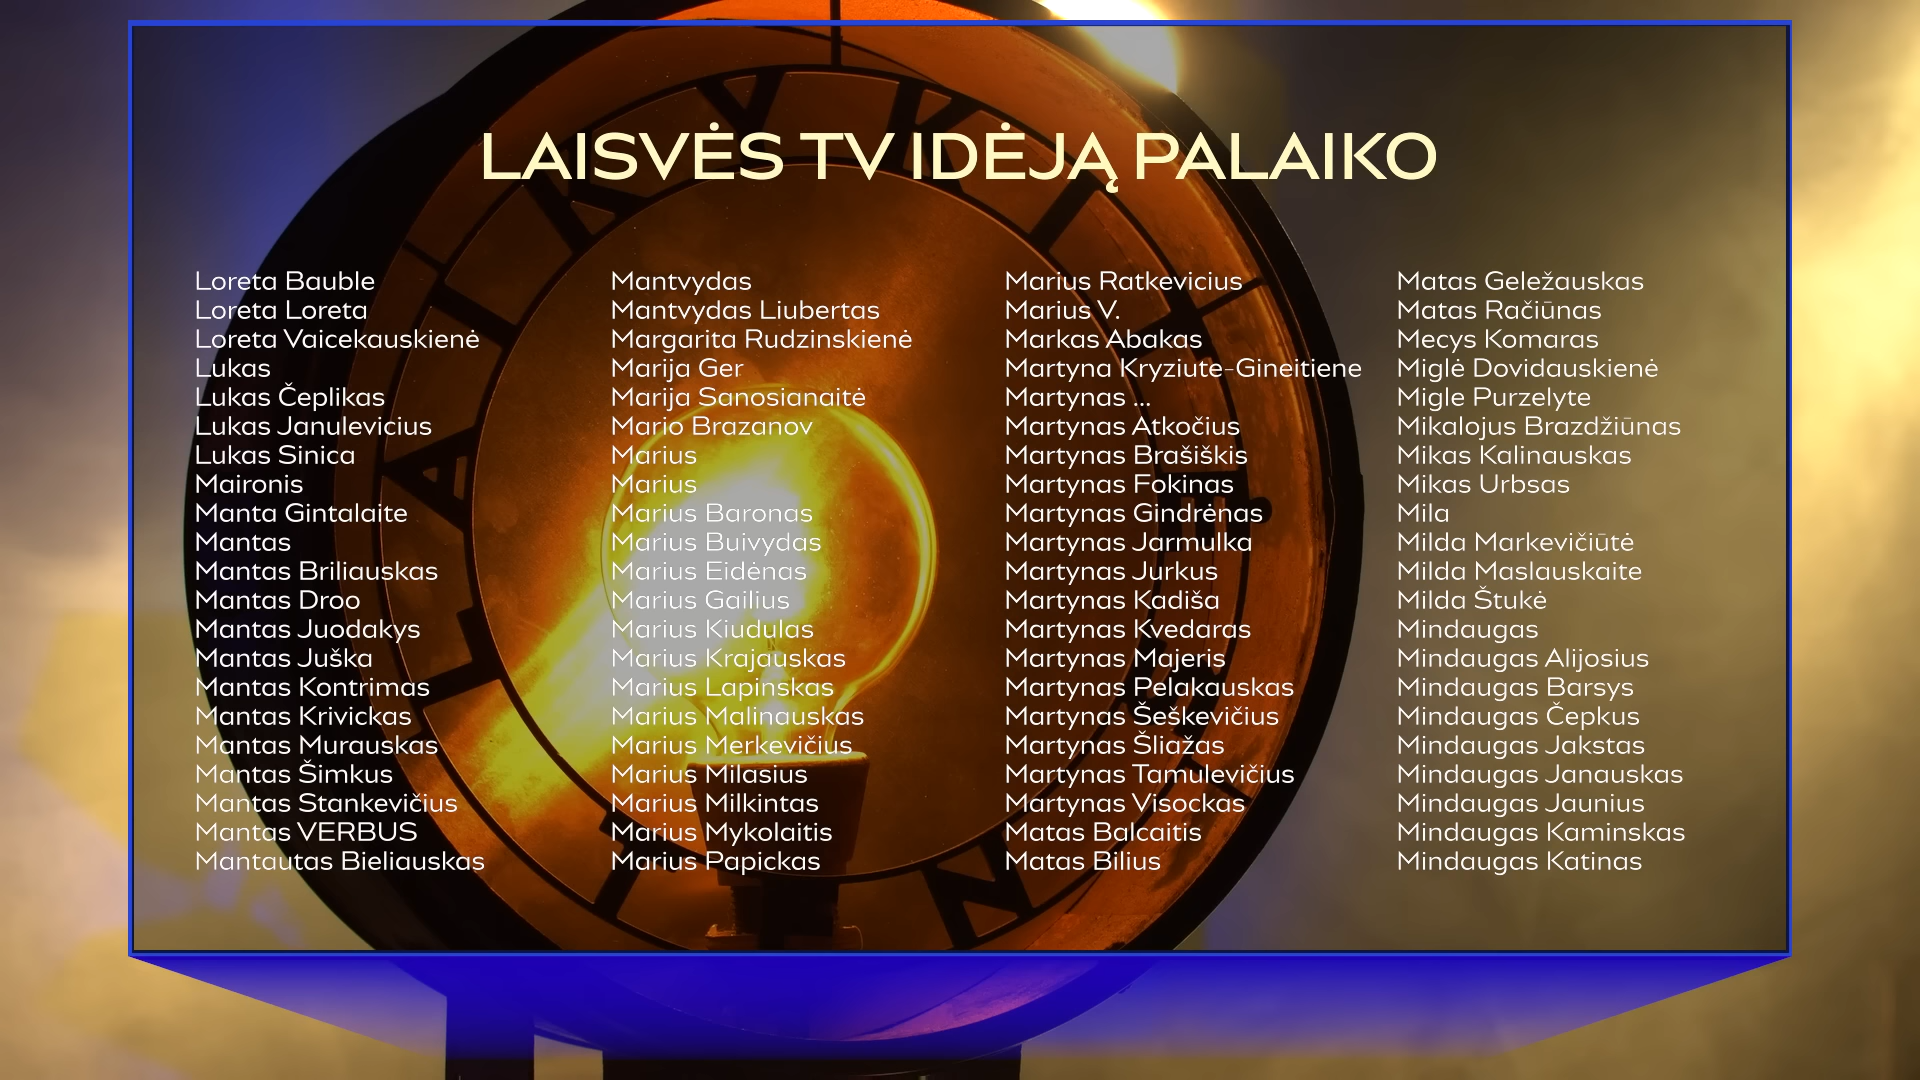 LAISVĖS TV IDĖJĄ PALAIKO
Loreta Bauble
Loreta Loreta
Loreta Vaicekauskienė
Lukas
Lukas Čeplikas
Lukas Janulevicius
Lukas Sinica
Maironis
Manta Gintalaite
Mantas
Mantas Briliauskas
Mantas Droo
Mantas Juodakys
Mantas Juška
Mantas Kontrimas
Mantas Krivickas
Mantas Murauskas
Mantas Šimkus
Mantas Stankevičius
Mantas VERBUS
Mantautas Bieliauskas
Mantvydas
Mantvydas Liubertas
Margarita Rudzinskienė
Marija Ger
Marija Sanosianaitė
Mario Brazanov
Marius
Marius
Marius Baronas
Marius Buivydas
Marius Eidėnas
Marius Gailius
Marius Kiudulas
Marius Krajauskas
Marius Lapinskas
Marius Malinauskas
Marius Merkevičius
Marius Milasius
Marius Milkintas
Marius Mykolaitis
Marius Papickas
Marius Ratkevicius
Marius V.
Markas Abakas
Martyna Kryziute-Gineitiene
Martynas ...
Martynas Atkočius
Martynas Brašiškis
Martynas Fokinas
Martynas Gindrėnas
Martynas Jarmulka
Martynas Jurkus
Martynas Kadiša
Martynas Kvedaras
Martynas Majeris
Martynas Pelakauskas
Martynas Šeškevičius
Martynas Šliažas
Martynas Tamulevičius
Martynas Visockas
Matas Balcaitis
Matas Bilius
Matas Geležauskas
Matas Račiūnas
Mecys Komaras
Miglė Dovidauskienė
Migle Purzelyte
Mikalojus Brazdžiūnas
Mikas Kalinauskas
Mikas Urbsas
Mila
Milda Markevičiūtė
Milda Maslauskaite
Milda Štukė
Mindaugas
Mindaugas Alijosius
Mindaugas Barsys
Mindaugas Čepkus
Mindaugas Jakstas
Mindaugas Janauskas
Mindaugas Jaunius
Mindaugas Kaminskas
Mindaugas Katinas